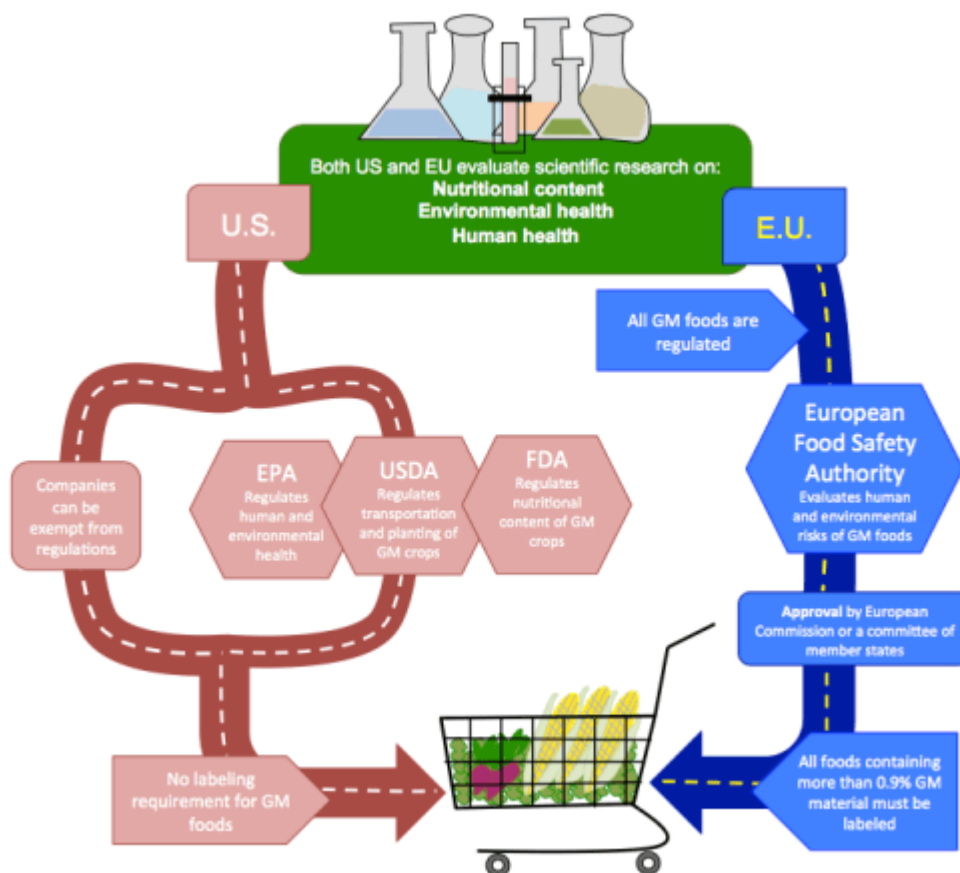 Both US and EU evaluate scientific research on:
Nutritional content
Environmental health
Human health
U.S.
E.U.
All GM foods are
regulated
Companies
can be
exempt from
regulations
EPA
Regulates
human and
environmental
health
USDA
Regulates
transportation
and planting of
GM crops
FDA
Regulates
nutritional
content of GM
crops
European
Food Safety
Authority
Evaluates human
and environmental
risks of GM foods
Approval by European
Commission or a committee of
member states
No labeling
requirement for GM
foods
All foods containing
more than 0.9% GM
material must be
labeled